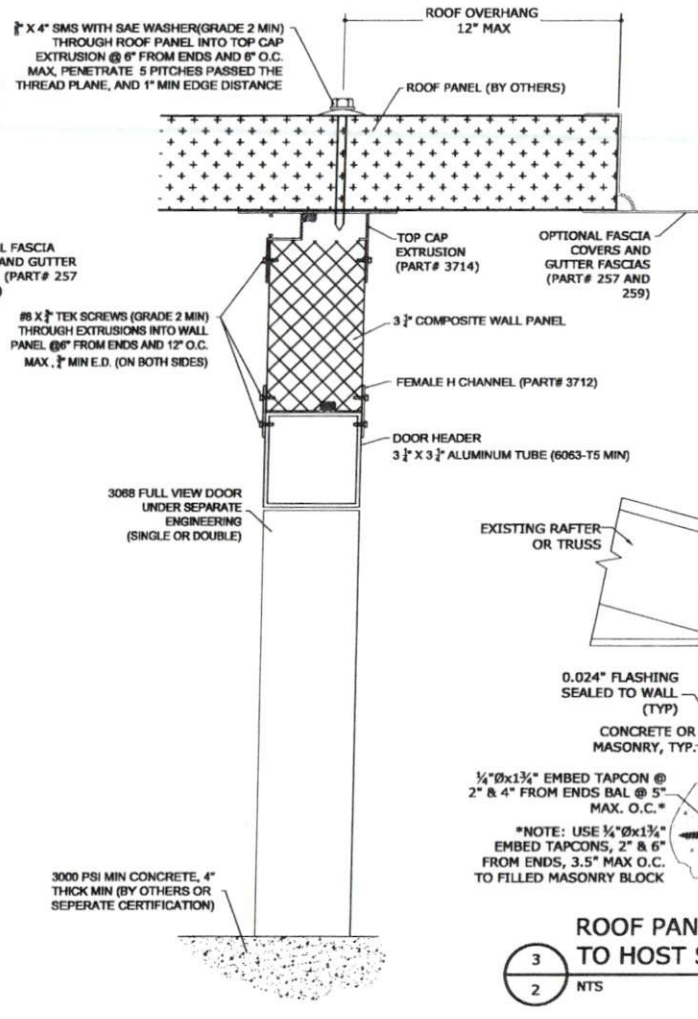 X 4" SMS WITH SAE WASHER(GRADE 2 MIN)
THROUGH ROOF PANEL INTO TOP CAP
EXTRUSION @ 6" FROM ENDS AND 6" O.C.
MAX, PENETRATE 5 PITCHES PASSED THE
THREAD PLANE, AND 1" MIN EDGE DISTANCE
ROOF OVERHANG
12" MAX
ROOF PANEL (BY OTHERS)
L FASCIA
AND GUTTER
(PART# 257
)
TOP CAP
EXTRUSION
(PART# 3714)
OPTIONAL FASCIA
COVERS AND
GUTTER FASCIAS
(PART# 257 AND
259)
#8 X TEK SCREWS (GRADE 2 MIN)
THROUGH EXTRUSIONS INTO WALL
PANEL @6" FROM ENDS AND 12" O.C.
MAX, MIN E.D. (ON BOTH SIDES)
COMPOSITE WALL PANEL
FEMALE H CHANNEL (PART# 3712)
DOOR HEADER
ALUMINUM TUBE (6063-T5 MIN)
3068 FULL VIEW DOOR
UNDER SEPARATE
ENGINEERING
(SINGLE OR DOUBLE)
EXISTING RAFTER
OR TRUSS
0.024" FLASHING
SEALED TO WALL
(TYP)
CONCRETE OR
MASONRY, TYP.
¼"Øx1¾" EMBED TAPCON @
2" & 4" FROM ENDS BAL @ 5"
MAX. O.C.*
*NOTE: USE ¼"Øx1¾"
EMBED TAPCONS, 2" & 6"
FROM ENDS, 3.5" MAX O.C.
TO FILLED MASONRY BLOCK
3000 PSI MIN CONCRETE, 4"
THICK MIN (BY OTHERS OR
SEPERATE CERTIFICATION)
3
2
ROOF PAN
TO HOST S
NTS